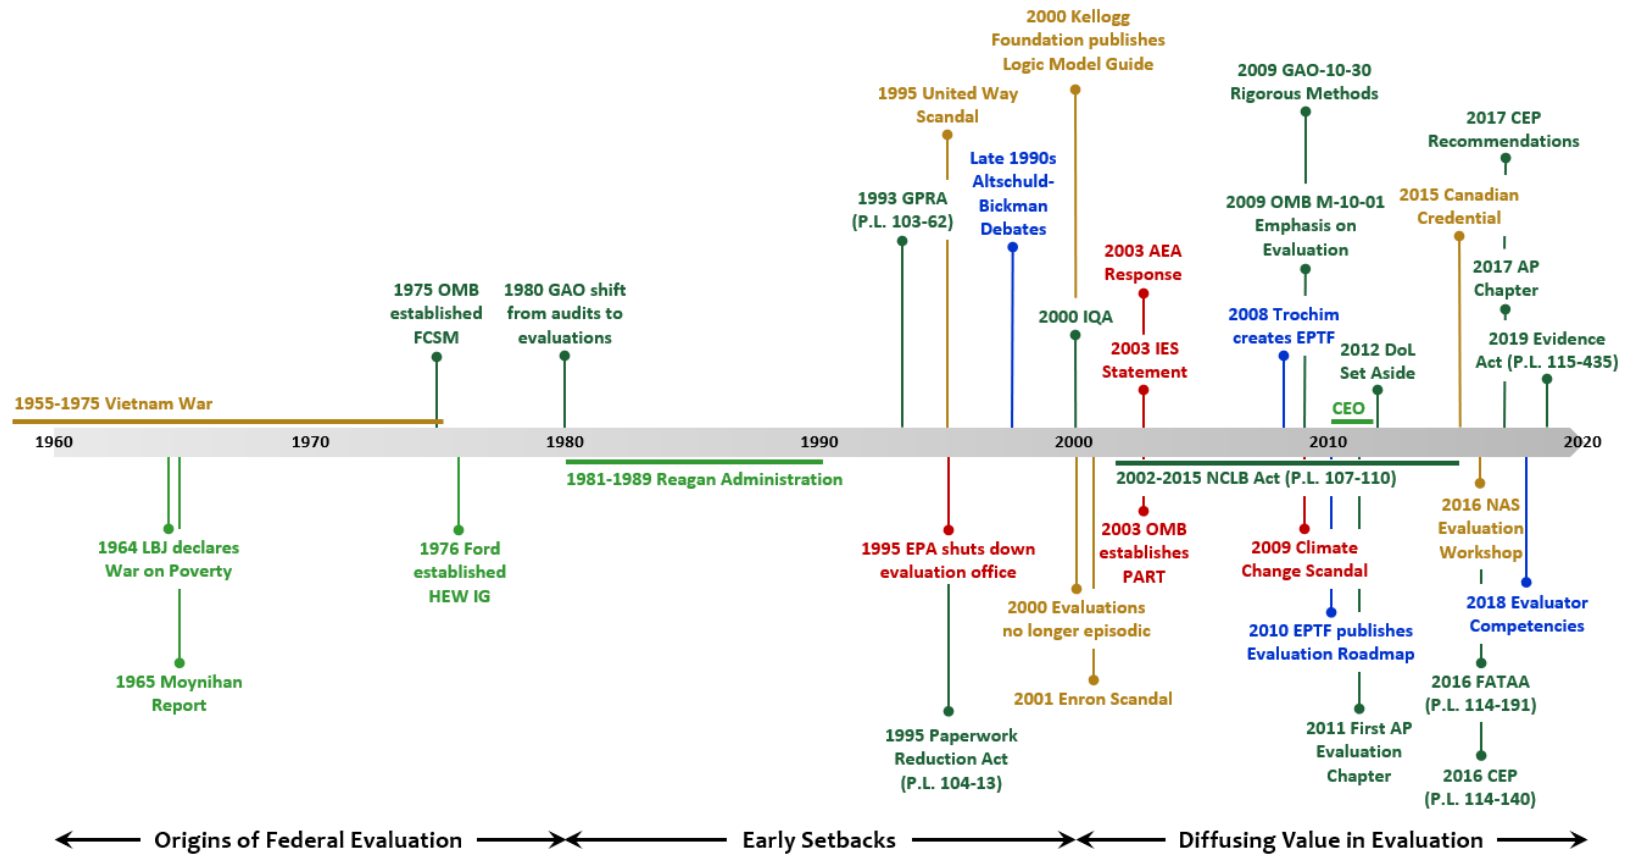 2000 Kellogg
Foundation publishes
Logic Model Guide
2009 GAO-10-30
Rigorous Methods
1995 United Way
Scandal
2017 CEP
Recommendations
Late 1990s
Altschuld-
Bickman
Debates
1993 GPRA
(P.L. 103-62)
2009 OMB M-10-01
Emphasis on
Evaluation
2015 Canadian
Credential
2003 AEA
Response
2017 AP
Chapter
1975 OMB
established
FCSM
1980 GAO shift
from audits to
evaluations
2000 IQA
2008 Trochim
creates EPTF
2003 IES
Statement
2012 DoL
Set Aside
2019 Evidence
Act (P.L. 115-435)
1955-1975 Vietnam War
CEO
1960 1970 1980 1990 2000 2010 2020
1981-1989 Reagan Administration
2002-2015 NCLB Act (P.L. 107-110)
1964 LBJ declares
War on Poverty
1976 Ford
established
HEW IG
1995 EPA shuts down
evaluation office
2003 OMB
establishes
PART
2009 Climate
Change Scandal
2016 NAS
Evaluation
Workshop
2000 Evaluations
no longer episodic
2018 Evaluator
Competencies
2010 EPTF publishes
Evaluation Roadmap
1965 Moynihan
Report
2001 Enron Scandal
2016 FATAA
(P.L. 114-191)
1995 Paperwork
Reduction Act
(P.L. 104-13)
2011 First AP
Evaluation
Chapter
2016 CEP
(P.L. 114-140)
Origins of Federal Evaluation
Early Setbacks
Diffusing Value in Evaluation